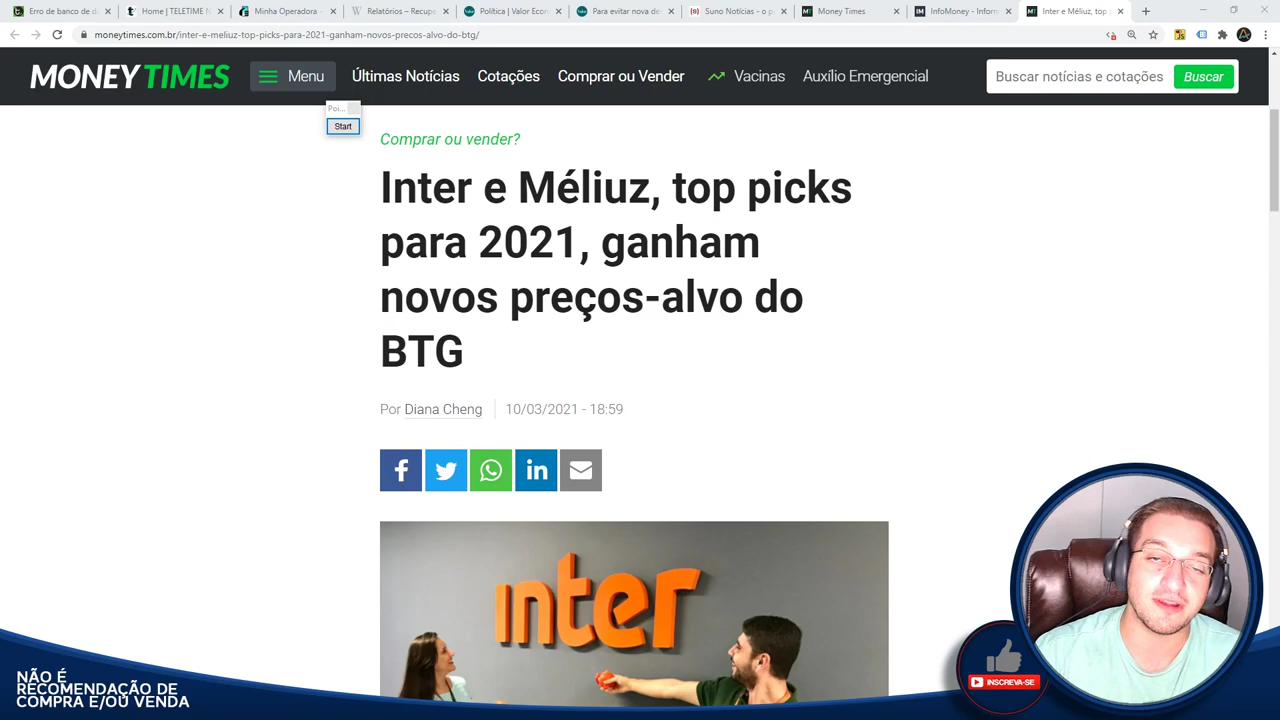 Erro de banco de d
Home | TELETIME N
Minha Operadora -
Relatórios – Recupe
Política | Valor Econ
Para evitar nova de
Suno Notícias - o p
Money Times
InfoMoney - Inform
Inter e Méliuz, top p
moneytimes.com.br/inter-e-meliuz-top-picks-para-2021-ganham-novos-precos-alvo-do-btg/
MONEY TIMES
Menu
Últimas Notícias
Cotações
Comprar ou Vender
Vacinas
Auxílio Emergencial
Buscar notícias e cotações
Buscar
Poi...
Start
Comprar ou vender?
Inter e Méliuz, top picks
para 2021, ganham
novos preços-alvo do
BTG
Por Diana Cheng
10/03/2021 - 18:59
inter
NÃO É
RECOMENDAÇÃO DE
COMPRA E/OU VENDA
INSCREVA-SE